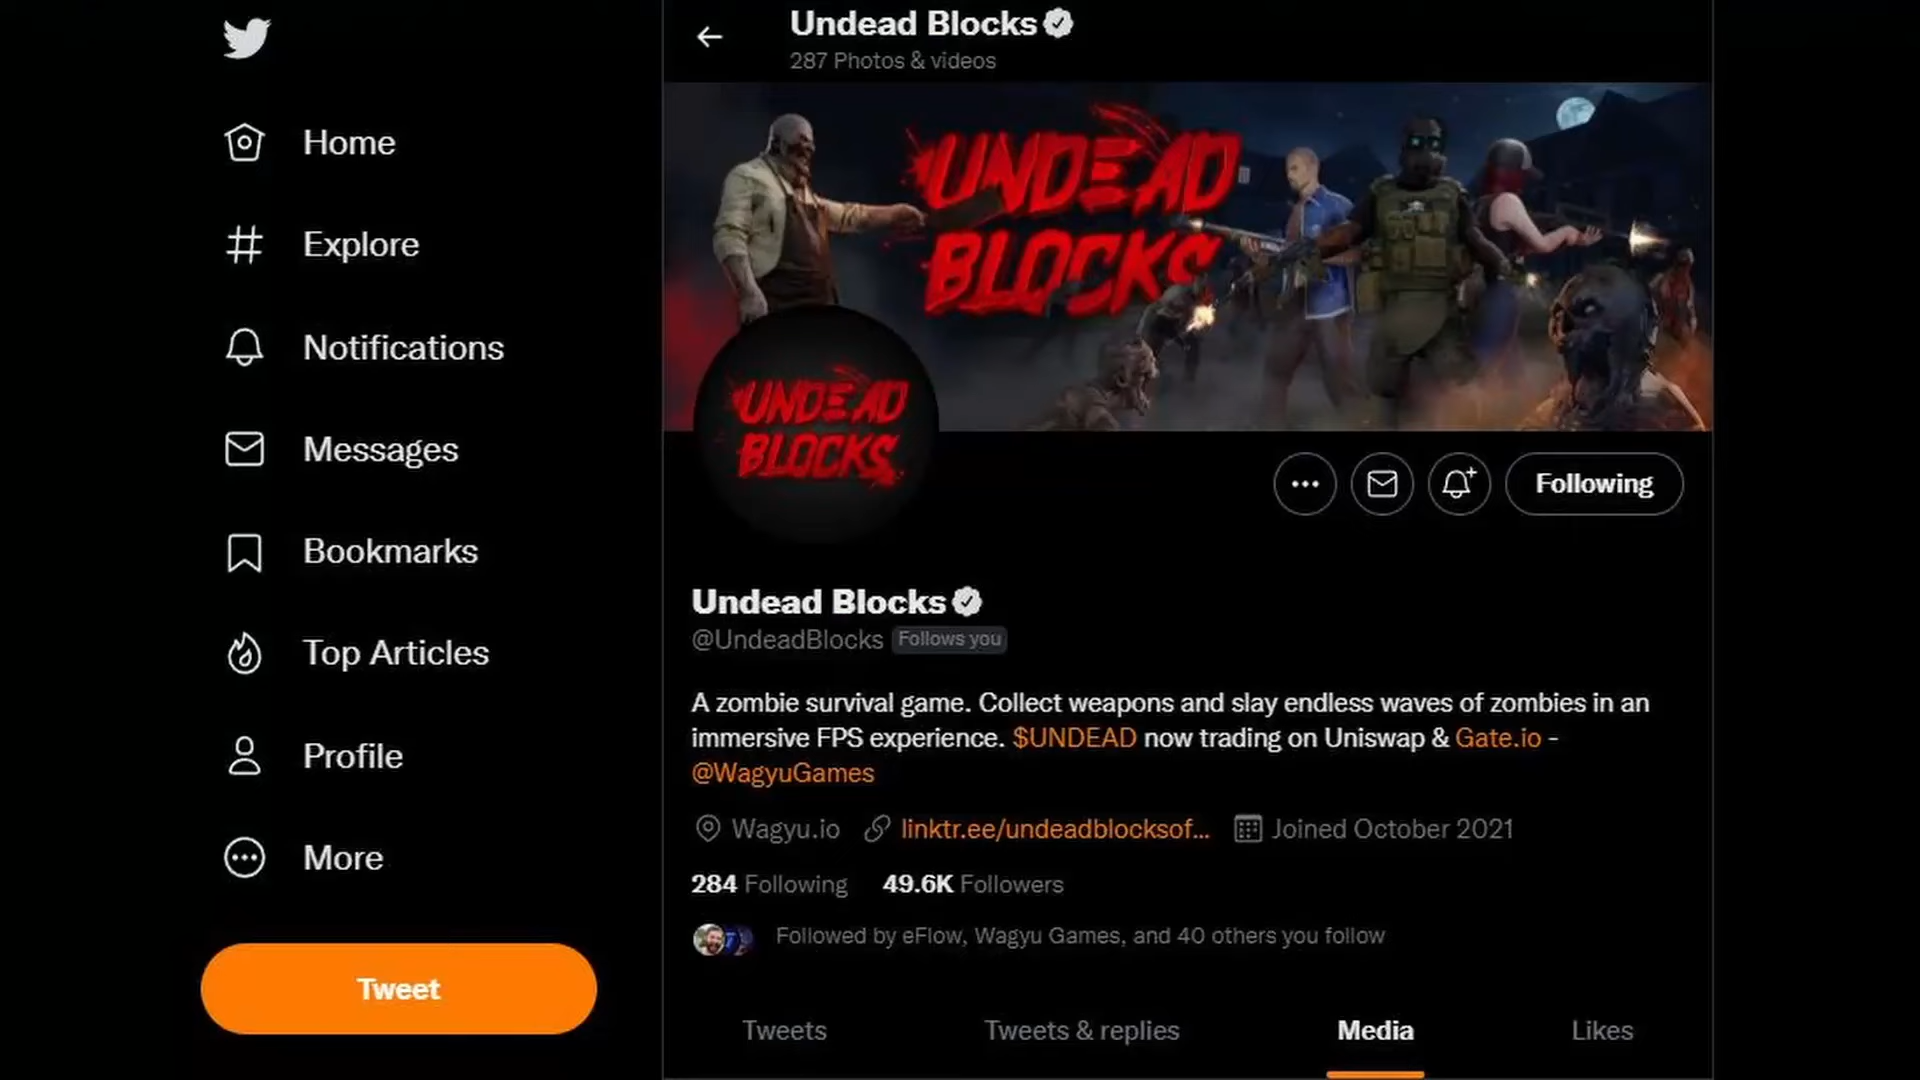 Home
Explore
Notifications
Messages
Bookmarks
Top Articles
Profile
More
Tweet
Undead Blocks
287 Photos & videos
UNDEAD
BLOCKS
UNDEAD
BLOCKS
Following
Undead Blocks
@UndeadBlocks Follows you
A zombie survival game. Collect weapons and slay endless waves of zombies in an
immersive FPS experience. $UNDEAD now trading on Uniswap & Gate.io -
@WagyuGames
Wagyu.io linktr.ee/undeadblocksof... Joined October 2021
284 Following 49.6K Followers
Followed by eFlow, Wagyu Games, and 40 others you follow
Tweets Tweets & replies Media Likes